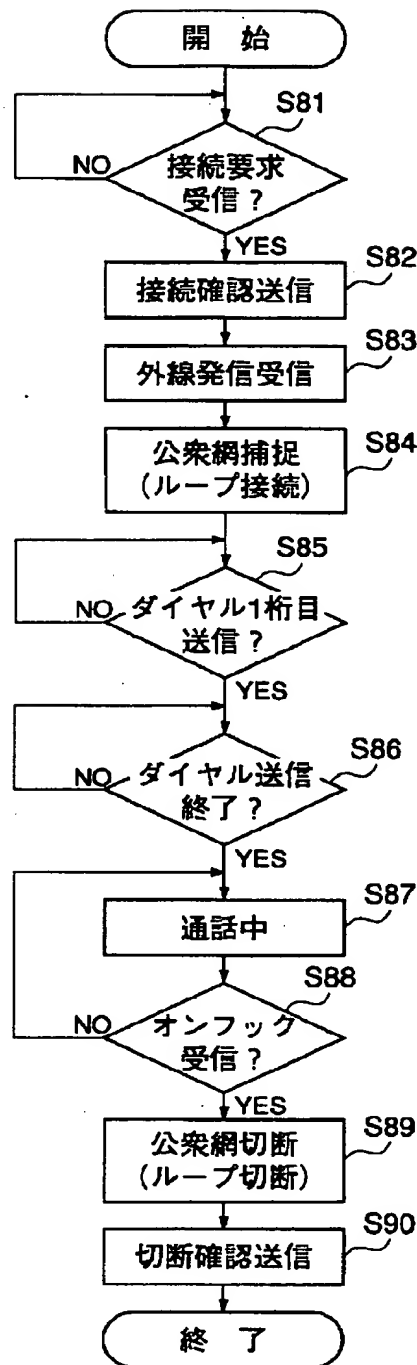 開 始
S81
接続要求
受信?
NO
YES
S82
接続確認送信
S83
外線発信受信
S84
公衆網捕捉
(ループ接続)
S85
ダイヤル1桁目
送信?
NO
YES
S86
ダイヤル送信
終了?
NO
YES
S87
通話中
S88
オンフック
受信?
NO
YES
S89
公衆網切断
(ループ切断)
S90
切断確認送信
終 了